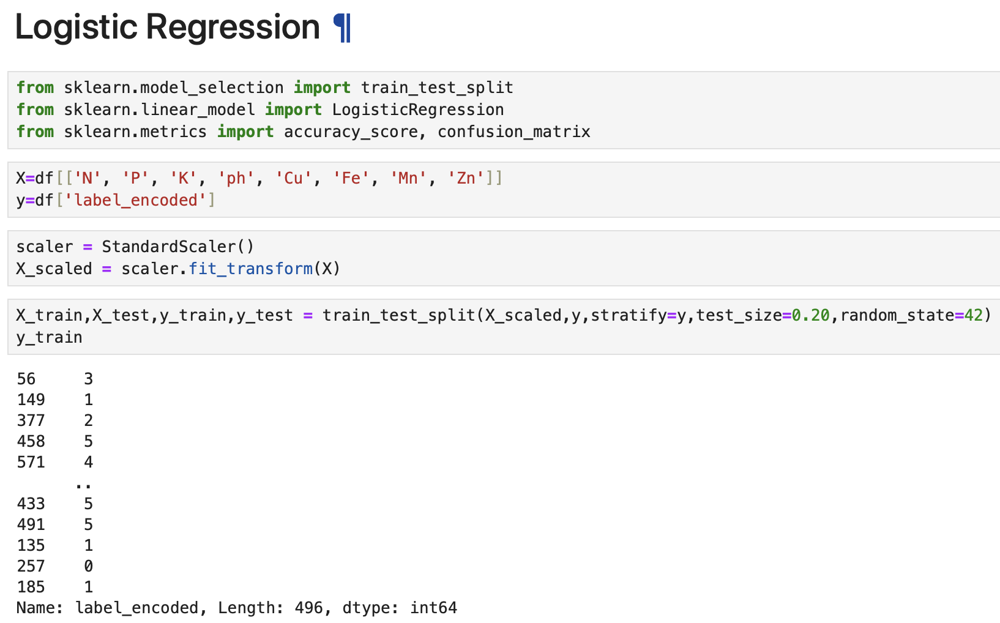 Logistic Regression ¶
from sklearn.model_selection import train_test_split
from sklearn.linear_model import LogisticRegression
from sklearn.metrics import accuracy_score, confusion_matrix
X=df[['N', 'P', 'K', 'ph', 'Cu', 'Fe', 'Mn', 'Zn']]
y=df['label_encoded']
scaler = StandardScaler()
X_scaled = scaler.fit_transform(X)
X_train,X_test,y_train,y_test = train_test_split(X_scaled,y,stratify=y,test_size=0.20,random_state=42)
y_train
56     3
149    1
377    2
458    5
571    4
      ..
433    5
491    5
135    1
257    0
185    1
Name: label_encoded, Length: 496, dtype: int64